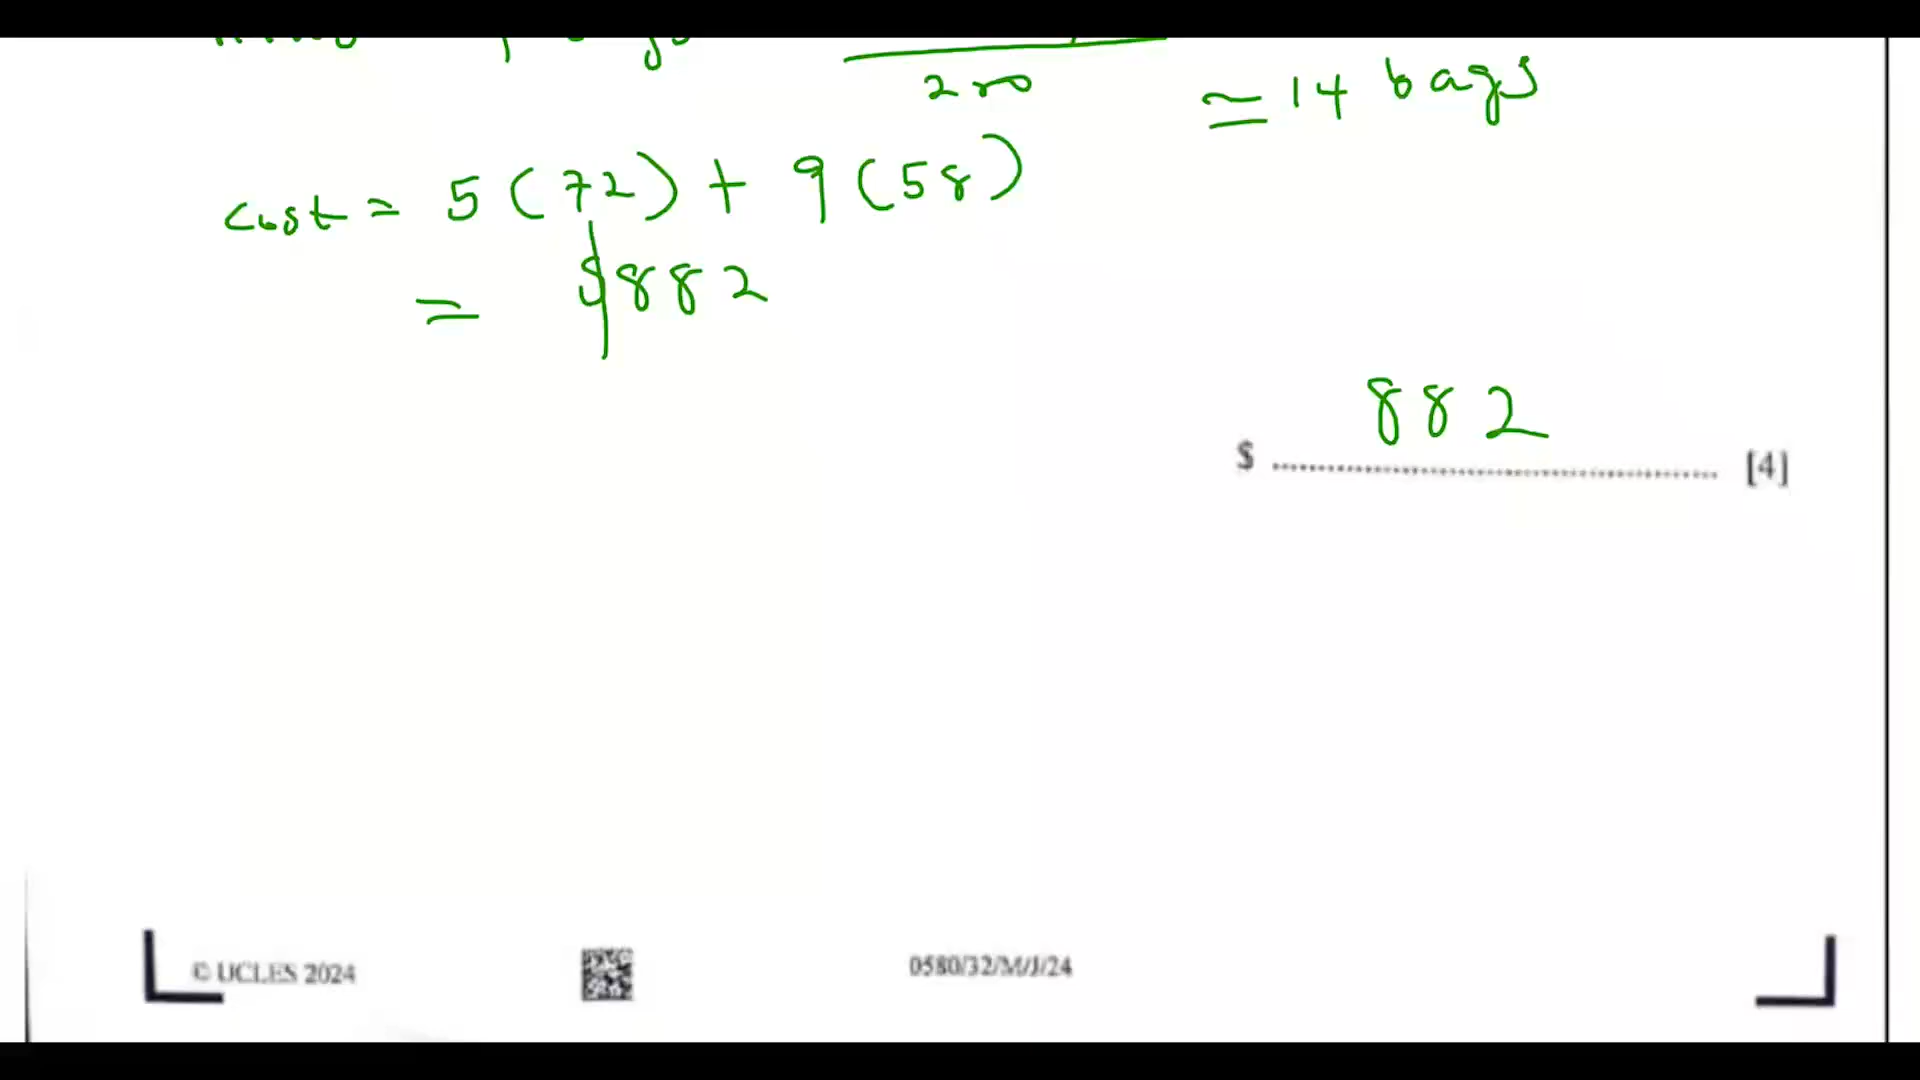 200
≃ 14 bags
cost = 5(72) + 9(58)
= $882
882
$ ........................................ [4]
© UCLES 2024
0580/32/M/J/24